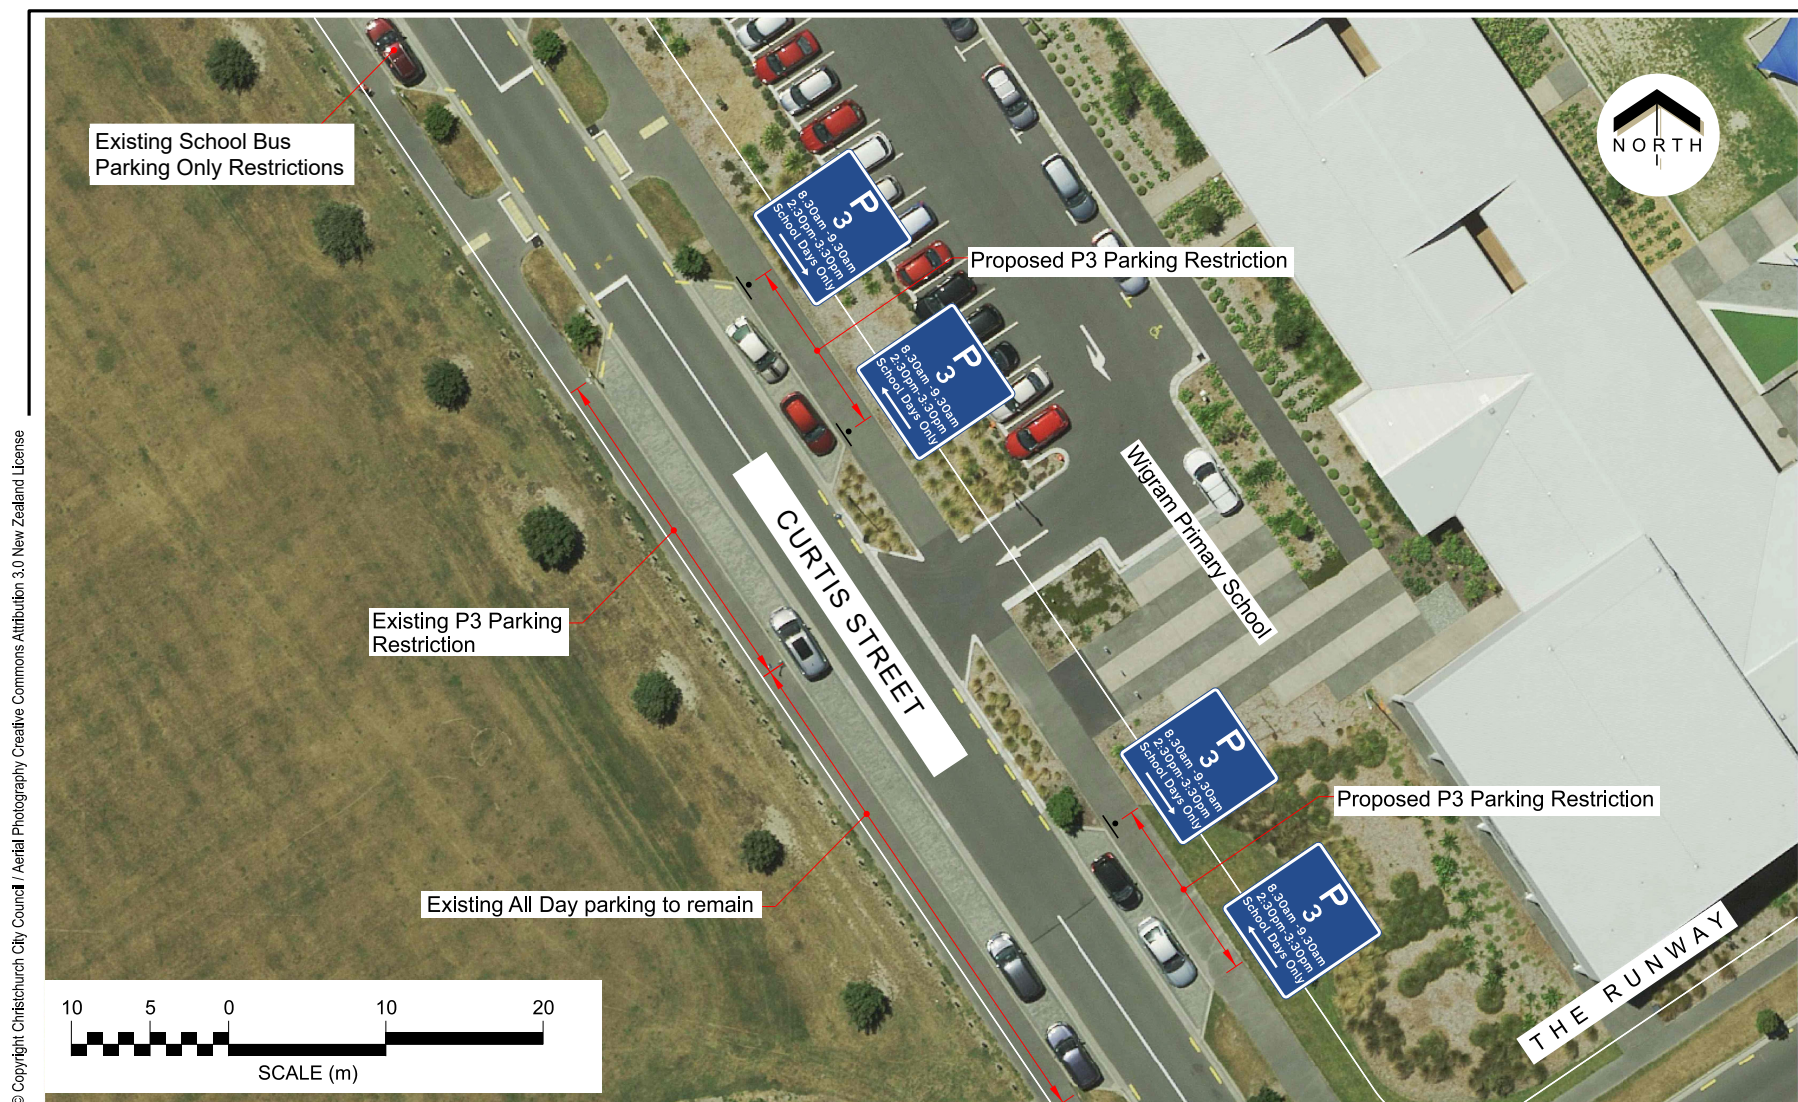 Existing School Bus
Parking Only Restrictions
NORTH
P
3
8.30am -9.30am
2:30pm-3:30pm
School Days Only
Proposed P3 Parking Restriction
P
3
8.30am -9.30am
2:30pm-3:30pm
School Days Only
Wigram Primary School
CURTIS STREET
Existing P3 Parking
Restriction
P
3
8.30am -9.30am
2:30pm-3:30pm
School Days Only
Proposed P3 Parking Restriction
P
3
8.30am -9.30am
2:30pm-3:30pm
School Days Only
Existing All Day parking to remain
THE RUNWAY
10 5 0 10 20
SCALE (m)
© Copyright Christchurch City Council / Aerial Photography Creative Commons Attribution 3.0 New Zealand License